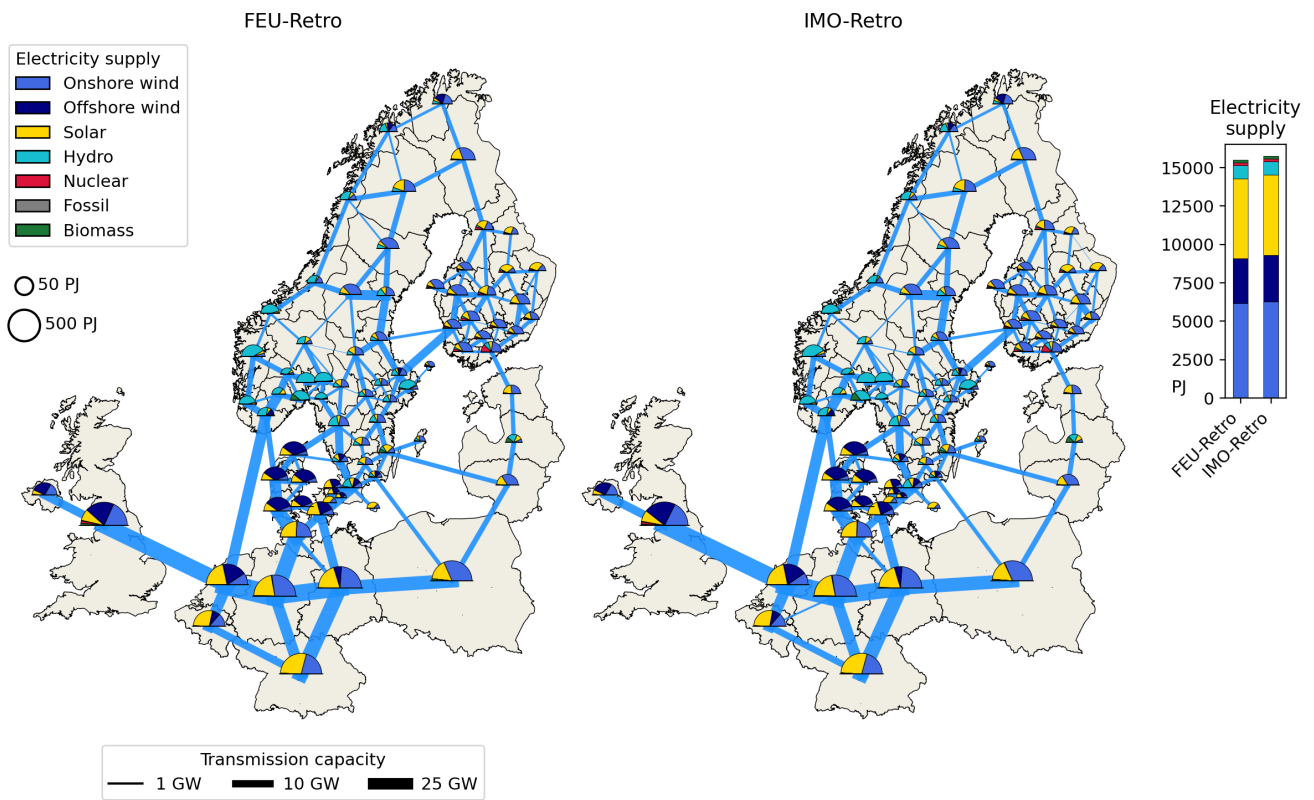 FEU-Retro
IMO-Retro
Electricity supply
Onshore wind
Offshore wind
Solar
Hydro
Nuclear
Fossil
Biomass
50 PJ
500 PJ
Electricity
supply
15000
12500
10000
7500
5000
2500
PJ
0
FEU-Retro
IMO-Retro
Transmission capacity
1 GW
10 GW
25 GW